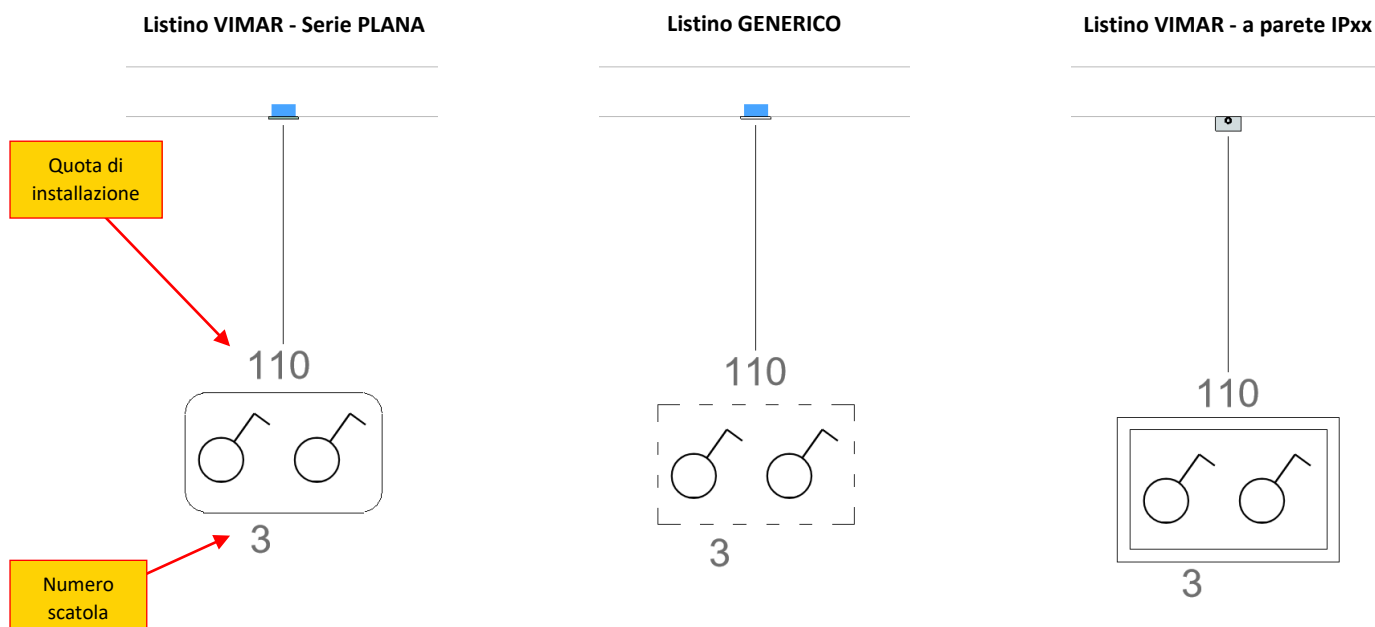 Listino VIMAR - Serie PLANA
Listino GENERICO
Listino VIMAR - a parete IPxx
Quota di
installazione
110
110
110
3
3
3
Numero
scatola